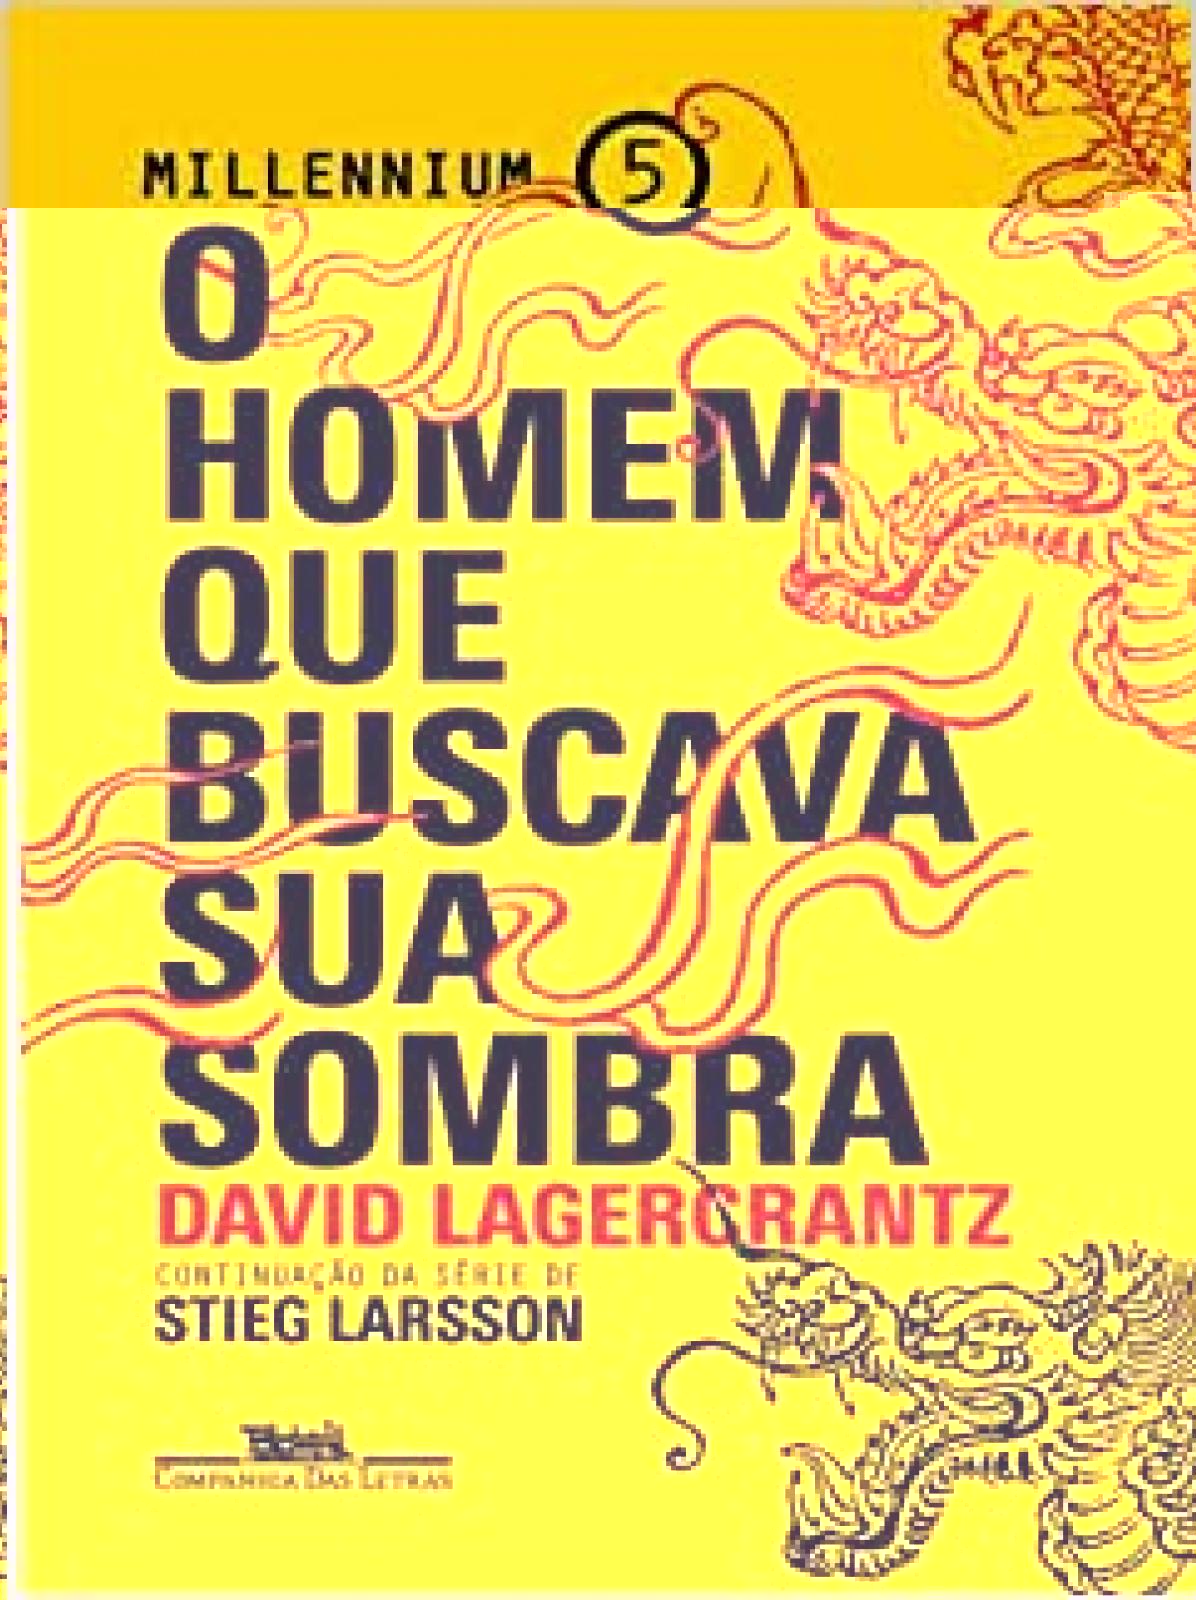 MILLENNIUM 5
O
HOMEM
QUE
BUSCAVA
SUA
SOMBRA
DAVID LAGERCRANTZ
CONTINUAÇÃO DA SÉRIE DE
STIEG LARSSON
COMPANHIA DAS LETRAS